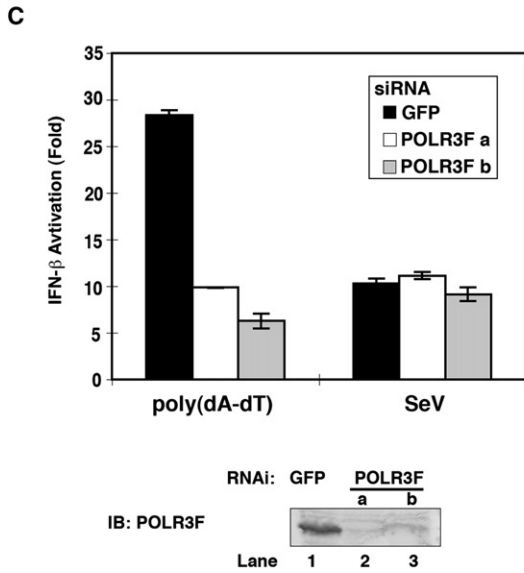 C
35
30
25
20
15
10
5
0
IFN-β Avtivation (Fold)
siRNA
GFP
POLR3F a
POLR3F b
poly(dA-dT) SeV
RNAi: GFP POLR3F
a b
IB: POLR3F
Lane 1 2 3